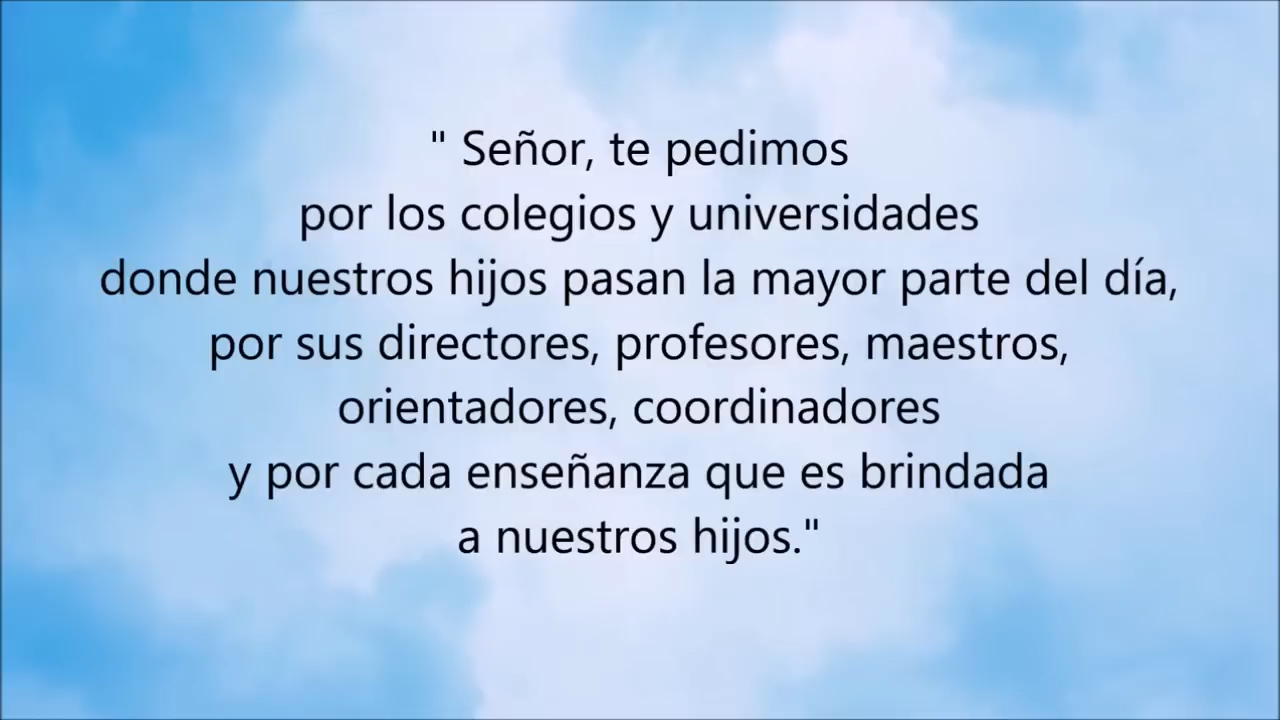 " Señor, te pedimos
por los colegios y universidades
donde nuestros hijos pasan la mayor parte del día,
por sus directores, profesores, maestros,
orientadores, coordinadores
y por cada enseñanza que es brindada
a nuestros hijos."